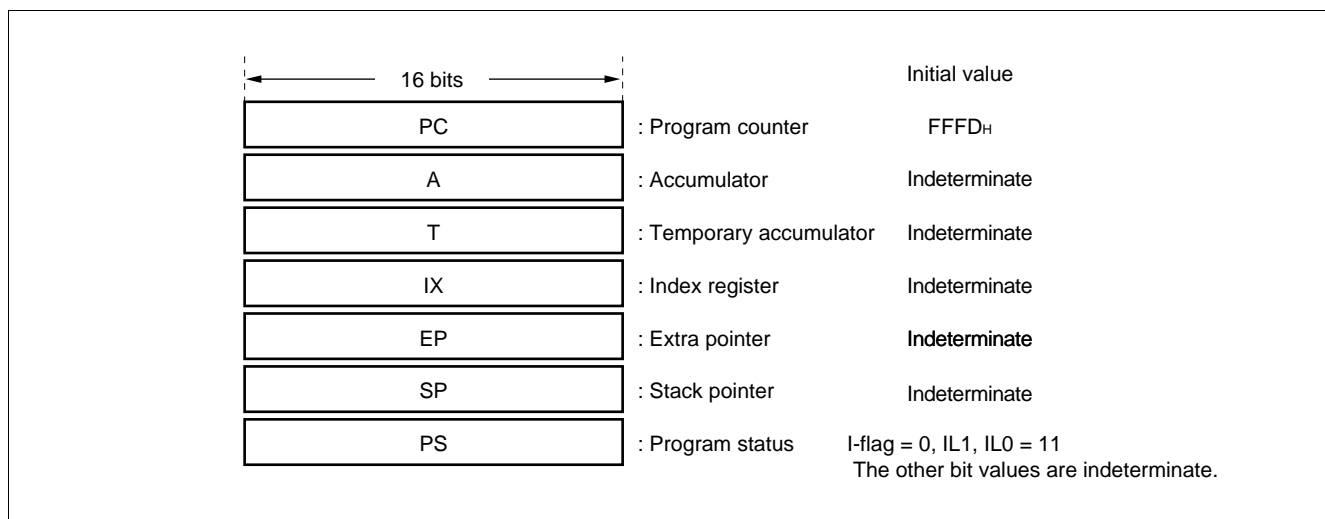 16 bits Initial value
PC : Program counter FFFDH
A : Accumulator Indeterminate
T : Temporary accumulator Indeterminate
IX : Index register Indeterminate
EP : Extra pointer Indeterminate
SP : Stack pointer Indeterminate
PS : Program status I-flag = 0, IL1, IL0 = 11
The other bit values are indeterminate.